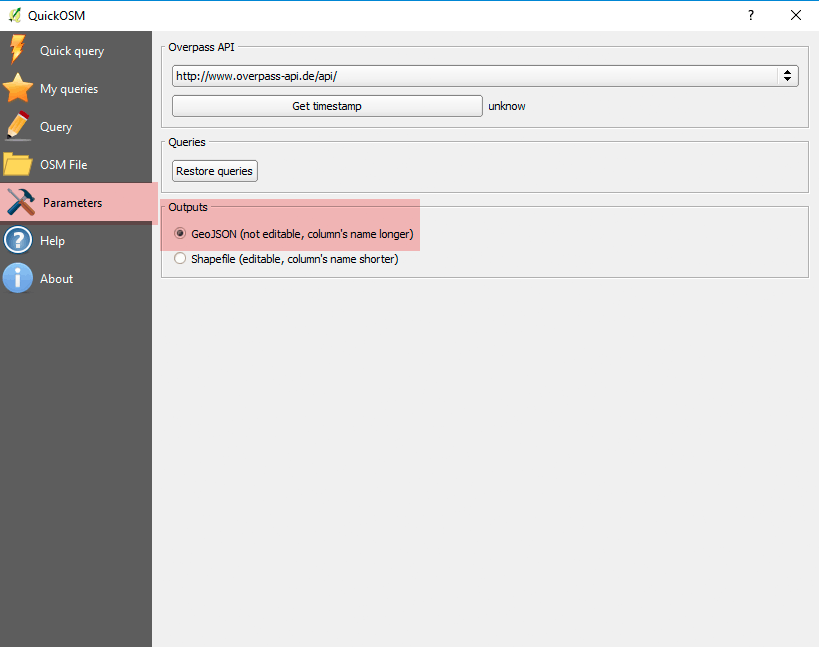 QuickOSM
?
Quick query
My queries
Query
OSM File
Parameters
Help
About
Overpass API
http://www.overpass-api.de/api/
Get timestamp unknow
Queries
Restore queries
Outputs
GeoJSON (not editable, column's name longer)
Shapefile (editable, column's name shorter)